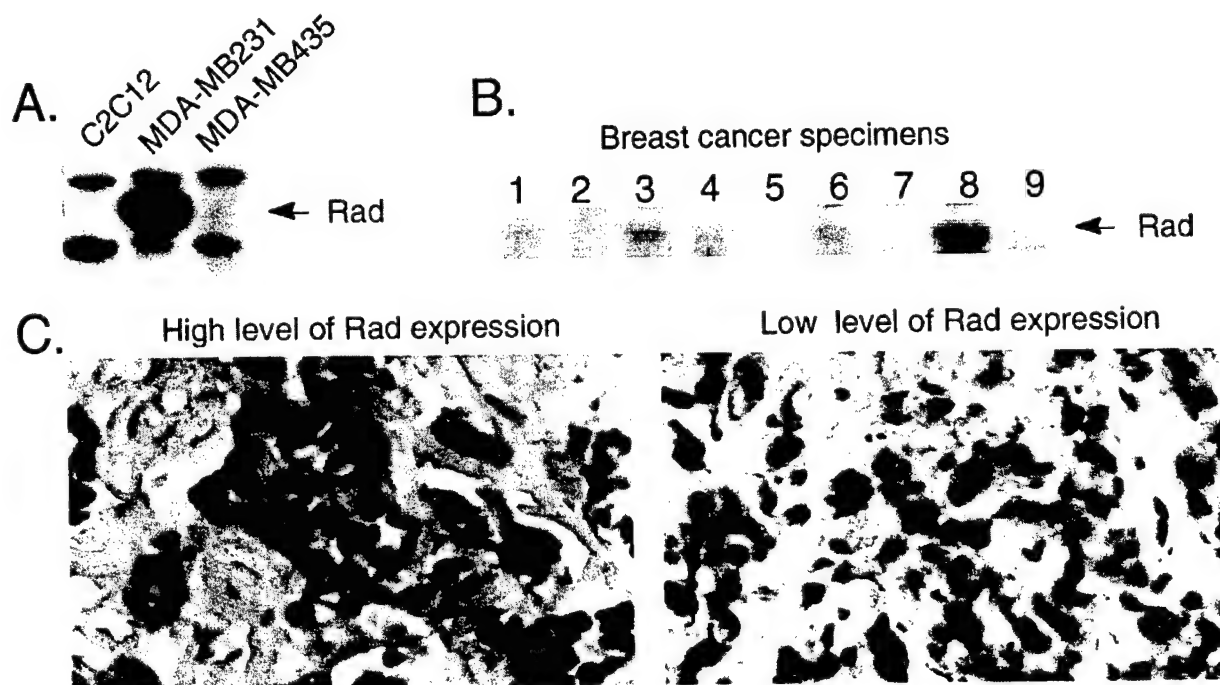 A.
C2C12
MDA-MB231
MDA-MB435
Rad
B.
Breast cancer specimens
1 2 3 4 5 6 7 8 9
Rad
C.
High level of Rad expression
Low level of Rad expression